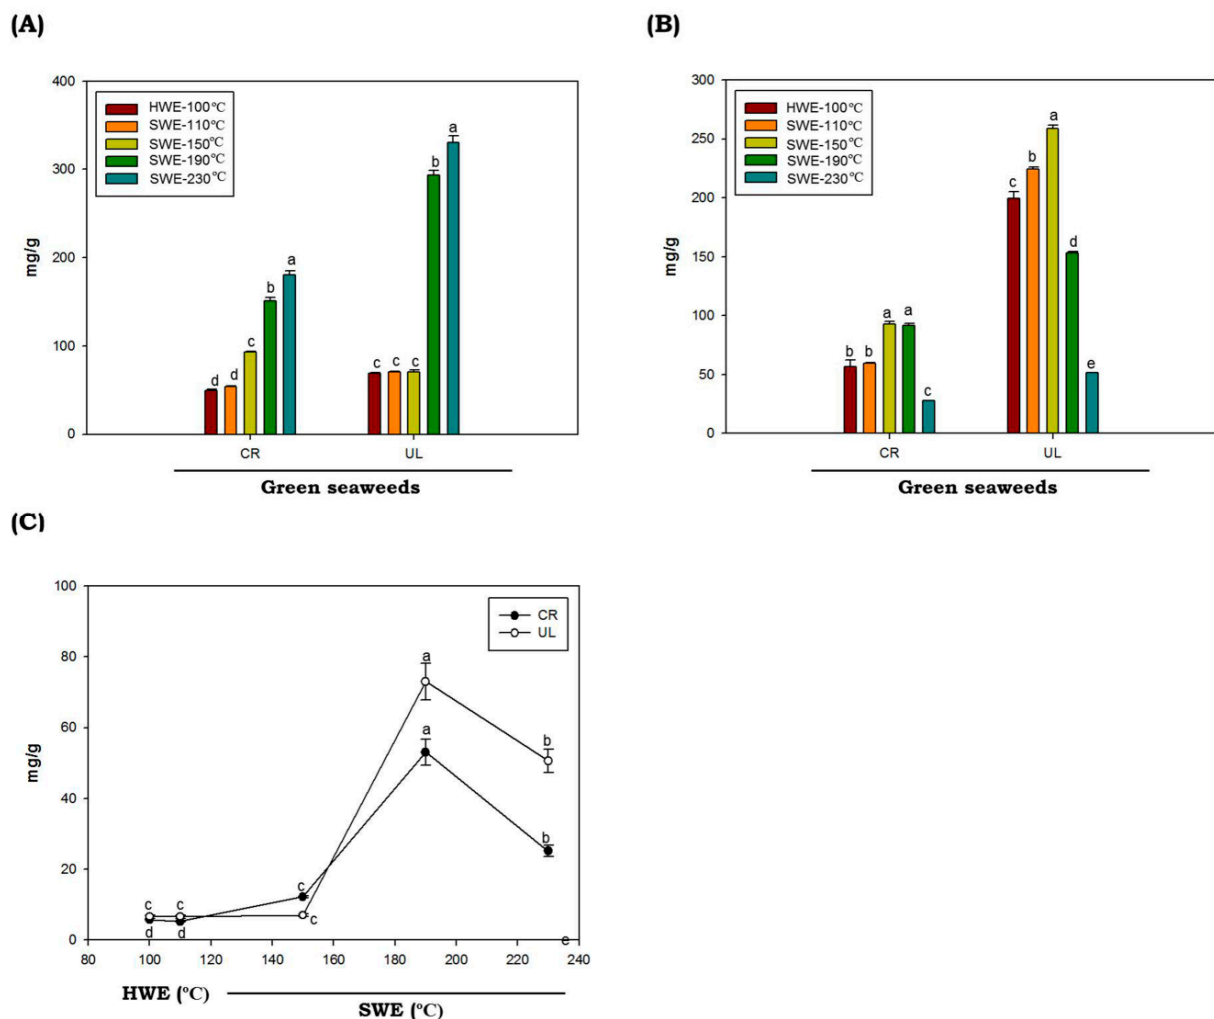 (A)
400
300
200
100
0
mg/g
HWE-100℃
SWE-110℃
SWE-150℃
SWE-190℃
SWE-230℃
d
d
c
b
a
c
c
c
b
a
CR
UL
Green seaweeds
(B)
300
250
200
150
100
50
0
mg/g
HWE-100℃
SWE-110℃
SWE-150℃
SWE-190℃
SWE-230℃
b
b
a
a
c
c
b
a
d
e
CR
UL
Green seaweeds
(C)
100
80
60
40
20
0
mg/g
CR
UL
a
a
b
b
c
c
c
c
d
d
e
80
100
120
140
160
180
200
220
240
HWE (ºC)
SWE (ºC)